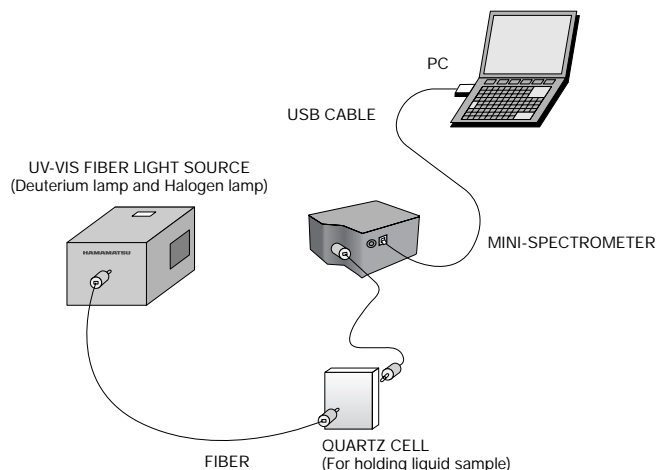 PC
USB CABLE
UV-VIS FIBER LIGHT SOURCE
(Deuterium lamp and Halogen lamp)
HAMAMATSU
MINI-SPECTROMETER
QUARTZ CELL
(For holding liquid sample)
FIBER